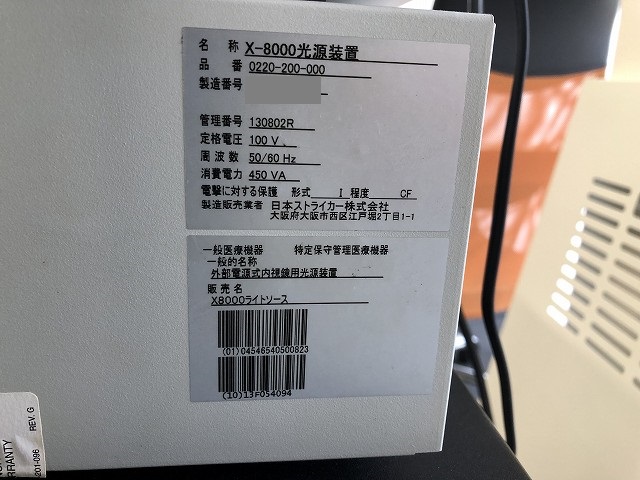 名 称 X-8000光源装置
品 番 0220-200-000
製造番号
管理番号 130802R
定格電圧 100 V
周 波 数 50/60 Hz
消費電力 450 VA
電撃に対する保護 形式 I 程度 CF
製造販売業者 日本ストライカー株式会社
大阪府大阪市西区江戸堀2丁目1-1
一般医療機器 特定保守管理医療機器
一般的名称
外部電源式内視鏡用光源装置
販 売 名
X8000ライトソース
(01)04546540500823
(10)13F054094
REV. G
RRANTY
201-096